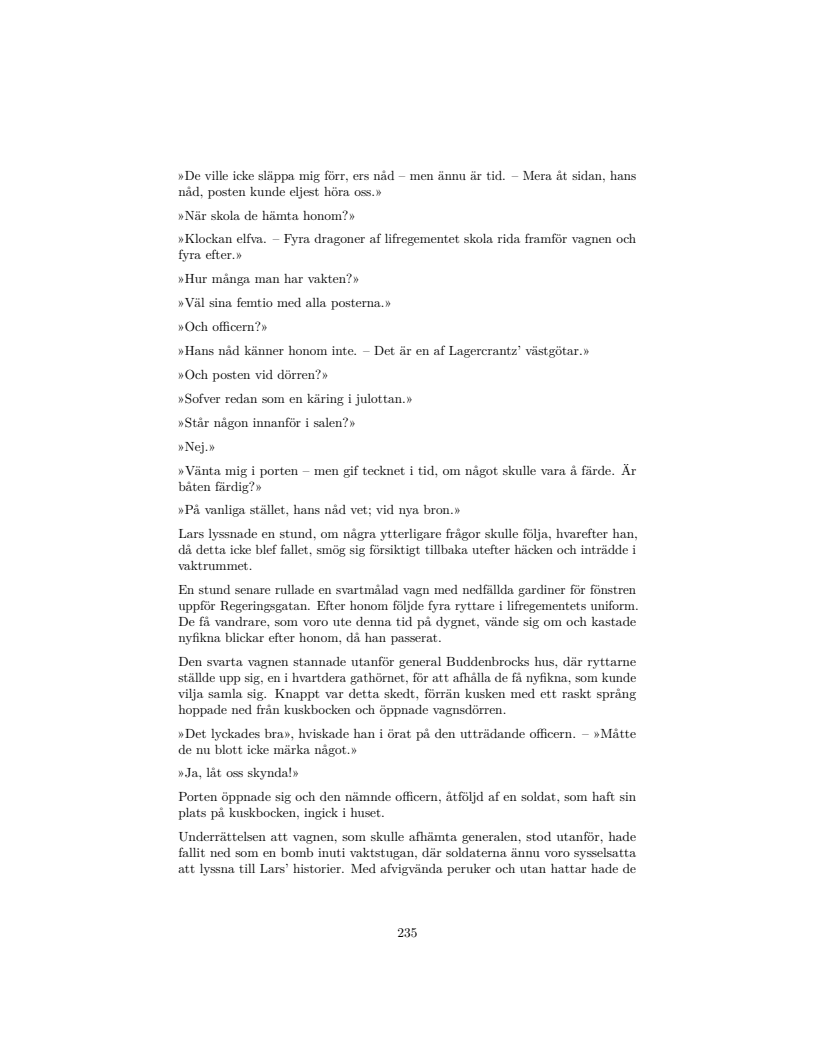 »De ville icke släppa mig förr, ers nåd – men ännu är tid. – Mera åt sidan, hans
nåd, posten kunde eljest höra oss.»
»När skola de hämta honom?»
»Klockan elfva. – Fyra dragoner af lifregementet skola rida framför vagnen och
fyra efter.»
»Hur många man har vakten?»
»Väl sina femtio med alla posterna.»
»Och officern?»
»Hans nåd känner honom inte. – Det är en af Lagercrantz’ västgötar.»
»Och posten vid dörren?»
»Sofver redan som en käring i julottan.»
»Står någon innanför i salen?»
»Nej.»
»Vänta mig i porten – men gif tecknet i tid, om något skulle vara å färde. Är
båten färdig?»
»På vanliga stället, hans nåd vet; vid nya bron.»
Lars lyssnade en stund, om några ytterligare frågor skulle följa, hvarefter han,
då detta icke blef fallet, smög sig försiktigt tillbaka utefter häcken och inträdde i
vaktrummet.
En stund senare rullade en svartmålad vagn med nedfällda gardiner för fönstren
uppför Regeringsgatan. Efter honom följde fyra ryttare i lifregementets uniform.
De få vandrare, som voro ute denna tid på dygnet, vände sig om och kastade
nyfikna blickar efter honom, då han passerat.
Den svarta vagnen stannade utanför general Buddenbrocks hus, där ryttarne
ställde upp sig, en i hvartdera gathörnet, för att afhålla de få nyfikna, som kunde
vilja samla sig. Knappt var detta skedt, förrän kusken med ett raskt språng
hoppade ned från kuskbocken och öppnade vagnsdörren.
»Det lyckades bra», hviskade han i örat på den utträdande officern. – »Måtte
de nu blott icke märka något.»
»Ja, låt oss skynda!»
Porten öppnade sig och den nämnde officern, åtföljd af en soldat, som haft sin
plats på kuskbocken, ingick i huset.
Underrättelsen att vagnen, som skulle afhämta generalen, stod utanför, hade
fallit ned som en bomb inuti vaktstugan, där soldaterna ännu voro sysselsatta
att lyssna till Lars’ historier. Med afvigvända peruker och utan hattar hade de
235